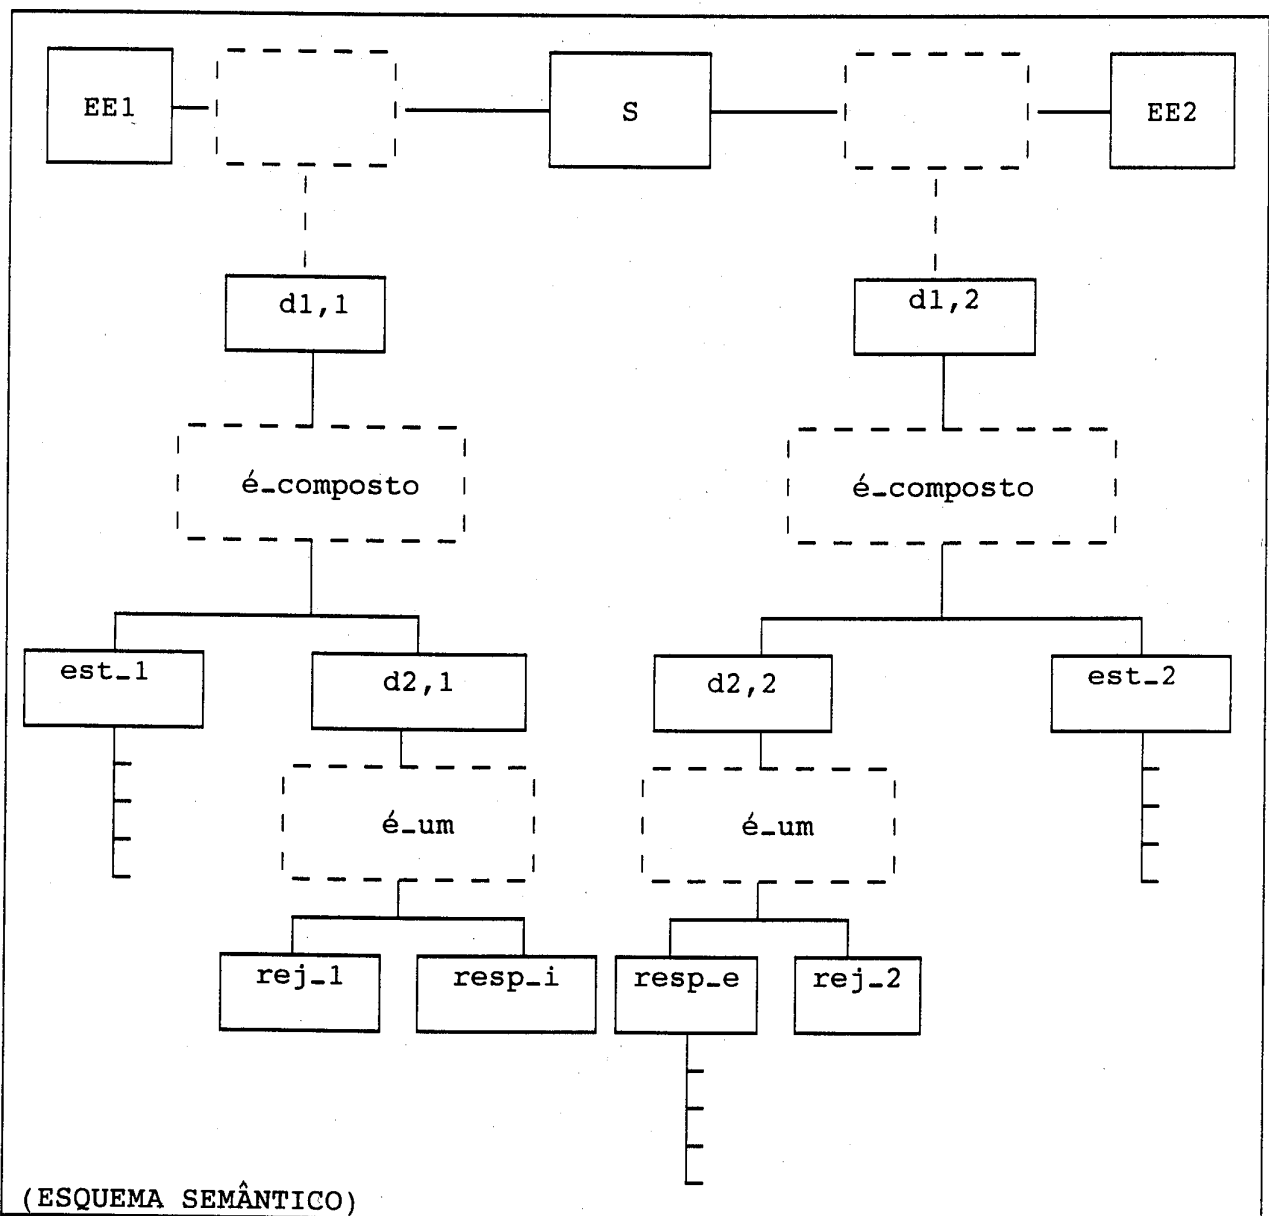 EE1 S EE2
d1,1 d1,2
é_composto é_composto
est_1 d2,1 d2,2 est_2
é_um é_um
rej_1 resp_i resp_e rej_2
(ESQUEMA SEMÂNTICO)